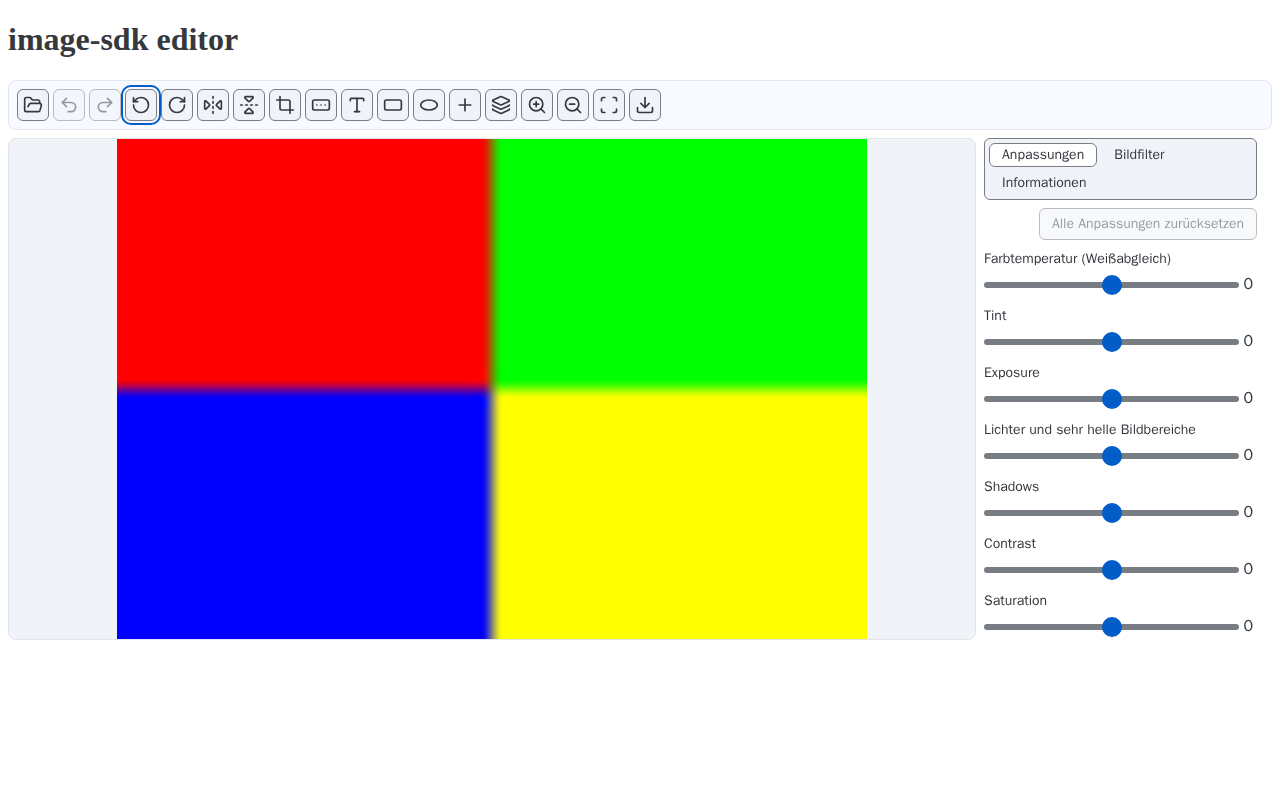 image-sdk editor
Anpassungen Bildfilter
Informationen
Alle Anpassungen zurücksetzen
Farbtemperatur (Weißabgleich)
0
Tint
0
Exposure
0
Lichter und sehr helle Bildbereiche
0
Shadows
0
Contrast
0
Saturation
0